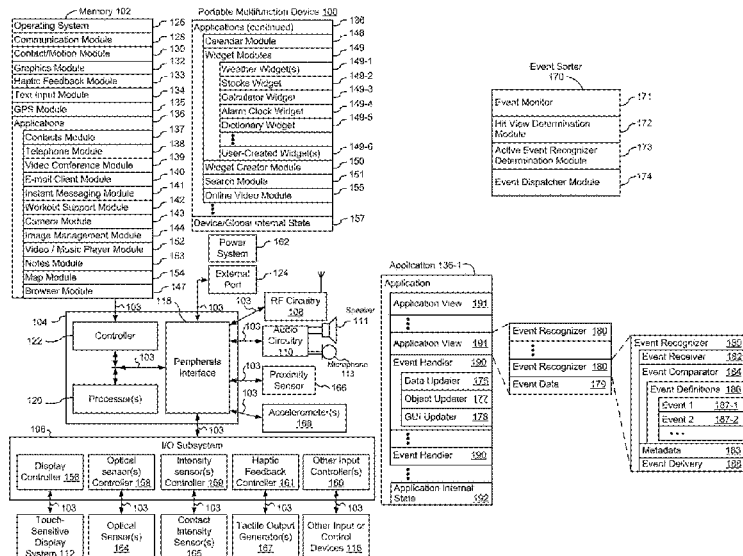 Memory 102
Operating System 126
Communication Module 128
Contact/Motion Module 130
Graphics Module 132
Haptic Feedback Module 133
Text Input Module 134
GPS Module 135
Applications 136
Contacts Module 137
Telephone Module 138
Video Conference Module 139
E-mail Client Module 140
Instant Messaging Module 141
Workout Support Module 142
Camera Module 143
Image Management Module 144
Video / Music Player Module 152
Notes Module 153
Map Module 154
Browser Module 147
Portable Multifunction Device 100
Applications (continued) 136
Calendar Module 148
Widget Modules 149
Weather Widget(s) 149-1
Stocks Widget 149-2
Calculator Widget 149-3
Alarm Clock Widget 149-4
Dictionary Widget 149-5
User-Created Widget(s) 149-6
Widget Creator Module 150
Search Module 151
Online Video Module 155
Device/Global Internal State 157
Power System 162
External Port 124
118
103
103
103
RF Circuitry 108
Speaker 111
104
122
Controller
103
Peripherals Interface
103
Audio Circuitry 110
Microphone 113
103
Proximity Sensor 166
120
Processor(s)
103
Accelerometer(s) 168
103
106
I/O Subsystem
Display Controller 156
Optical sensor(s) Controller 158
Intensity sensor(s) Controller 159
Haptic Feedback Controller 161
Other Input Controller(s) 160
103
103
103
103
103
Touch-Sensitive Display System 112
Optical Sensor(s) 164
Contact Intensity Sensor(s) 165
Tactile Output Generator(s) 167
Other Input or Control Devices 116
Event Sorter 170
Event Monitor 171
Hit View Determination Module 172
Active Event Recognizer Determination Module 173
Event Dispatcher Module 174
Application 136-1
Application
Application View 191
Application View 191
Event Handler 190
Data Updater 176
Object Updater 177
GUI Updater 178
Event Handler 190
Application Internal State 192
Event Recognizer 180
Event Recognizer 180
Event Data 179
Event Recognizer 180
Event Receiver 182
Event Comparator 184
Event Definitions 186
Event 1 187-1
Event 2 187-2
Metadata 183
Event Delivery 188